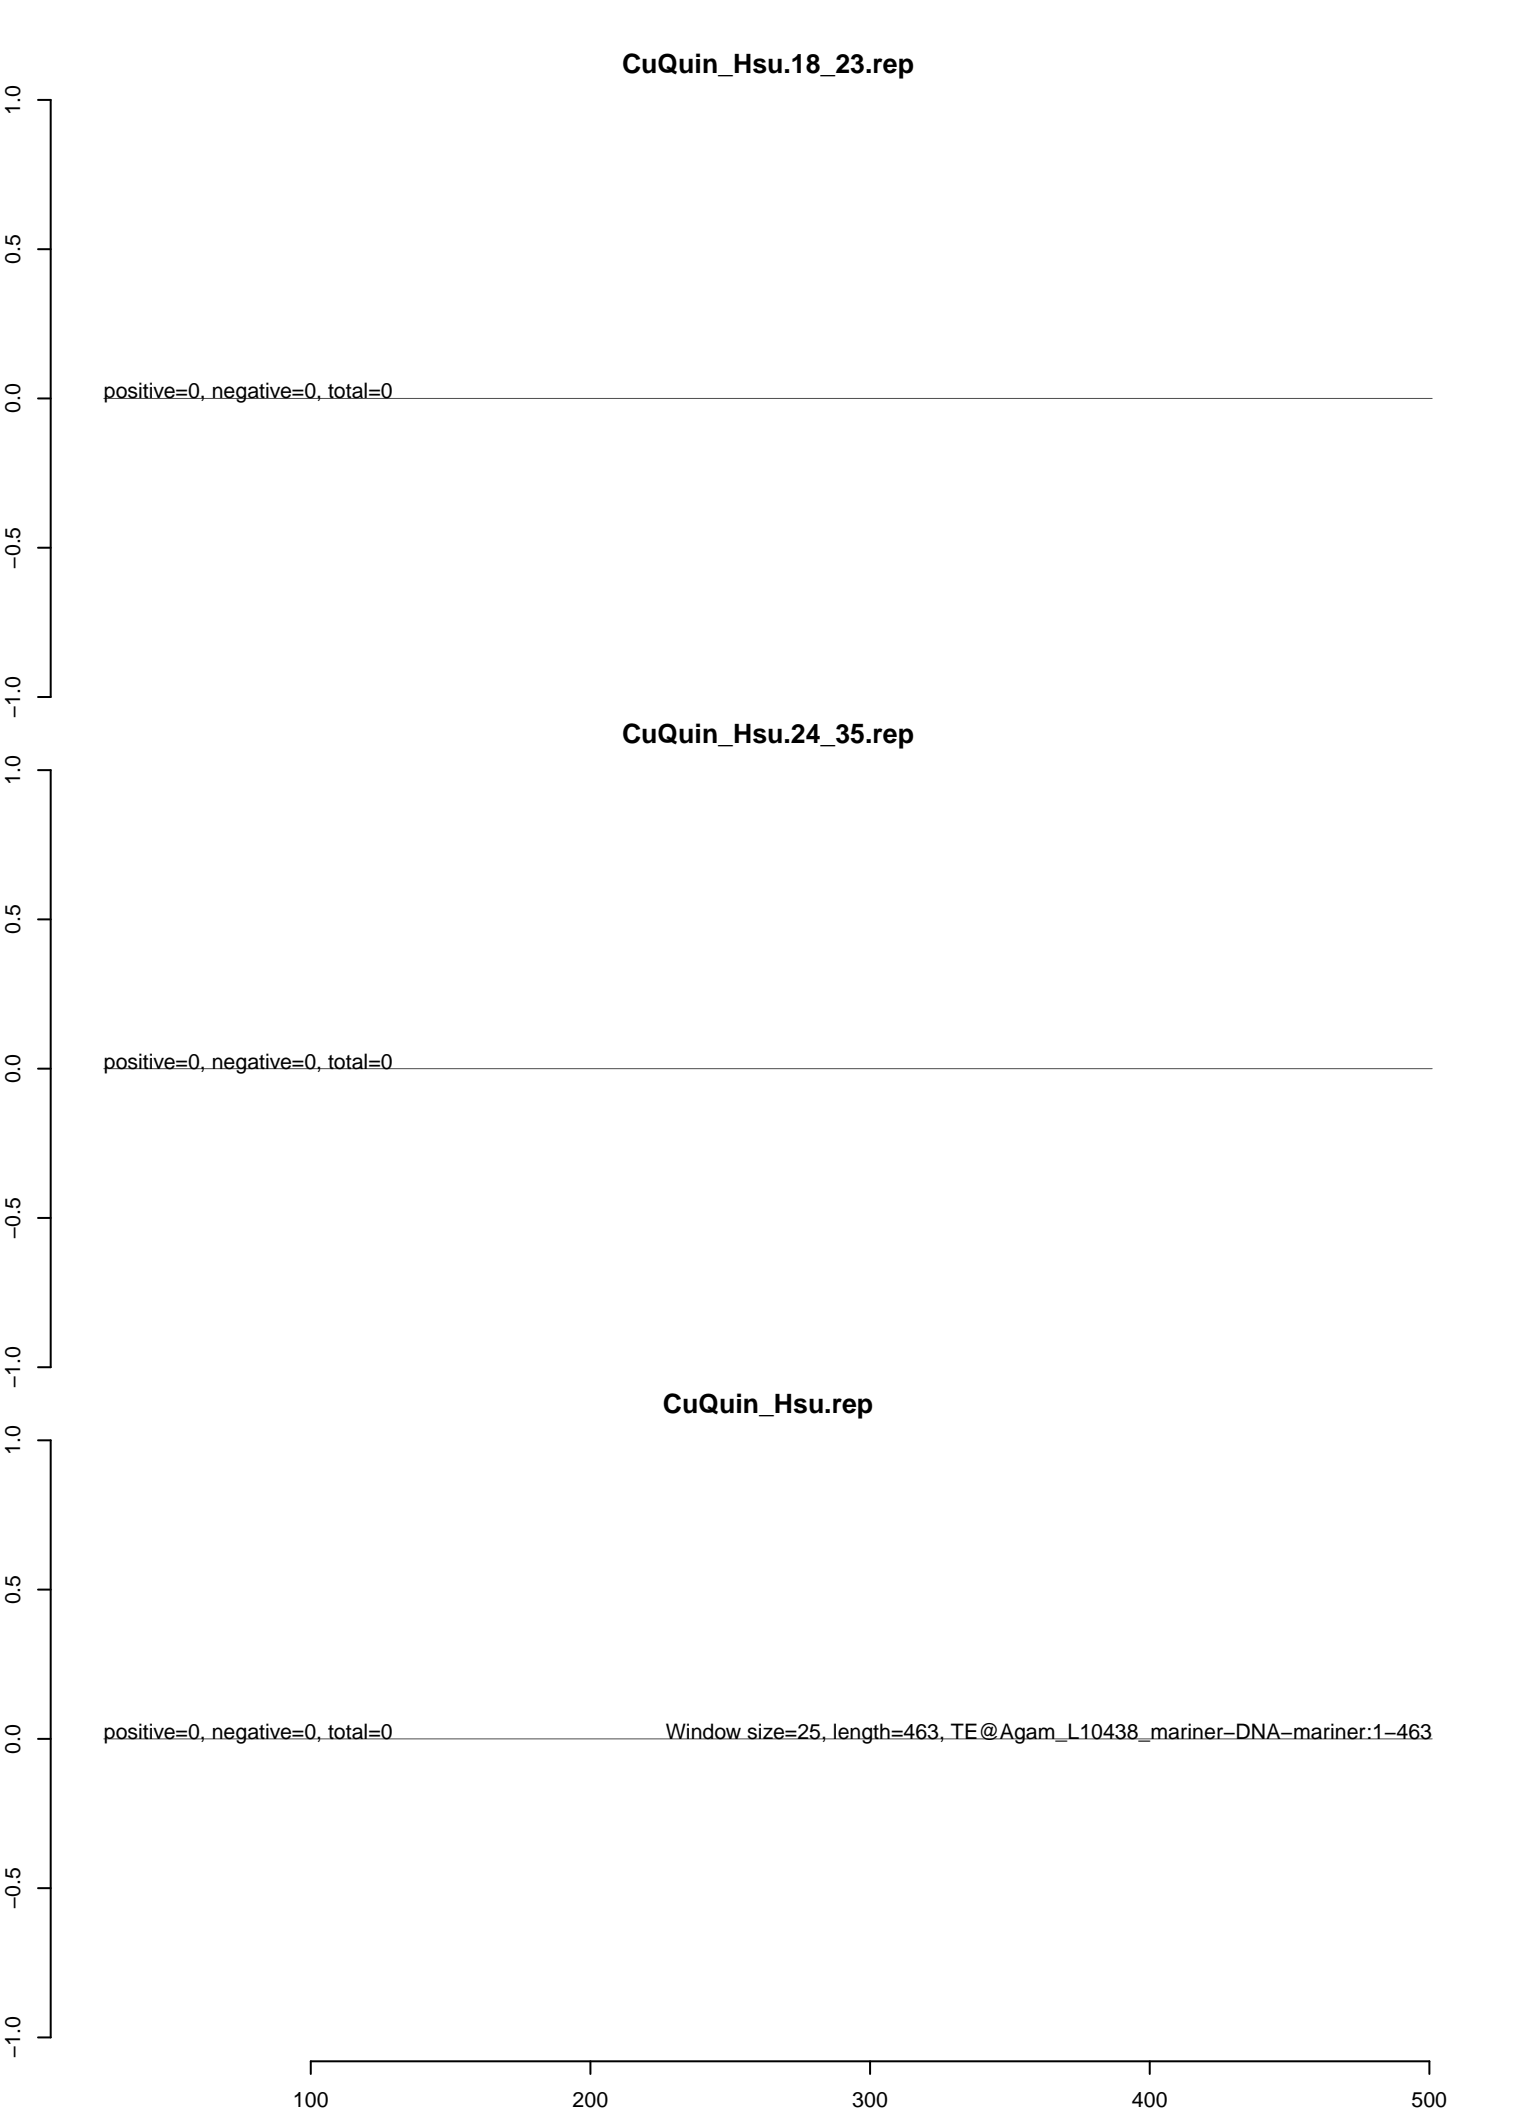 CuQuin_Hsu.18_23.rep
1.0
0.5
0.0
−0.5
−1.0
positive=0, negative=0, total=0
CuQuin_Hsu.24_35.rep
1.0
0.5
0.0
−0.5
−1.0
positive=0, negative=0, total=0
CuQuin_Hsu.rep
1.0
0.5
0.0
−0.5
−1.0
positive=0, negative=0, total=0
Window size=25, length=463, TE@Agam_L10438_mariner−DNA−mariner:1−463
100 200 300 400 500